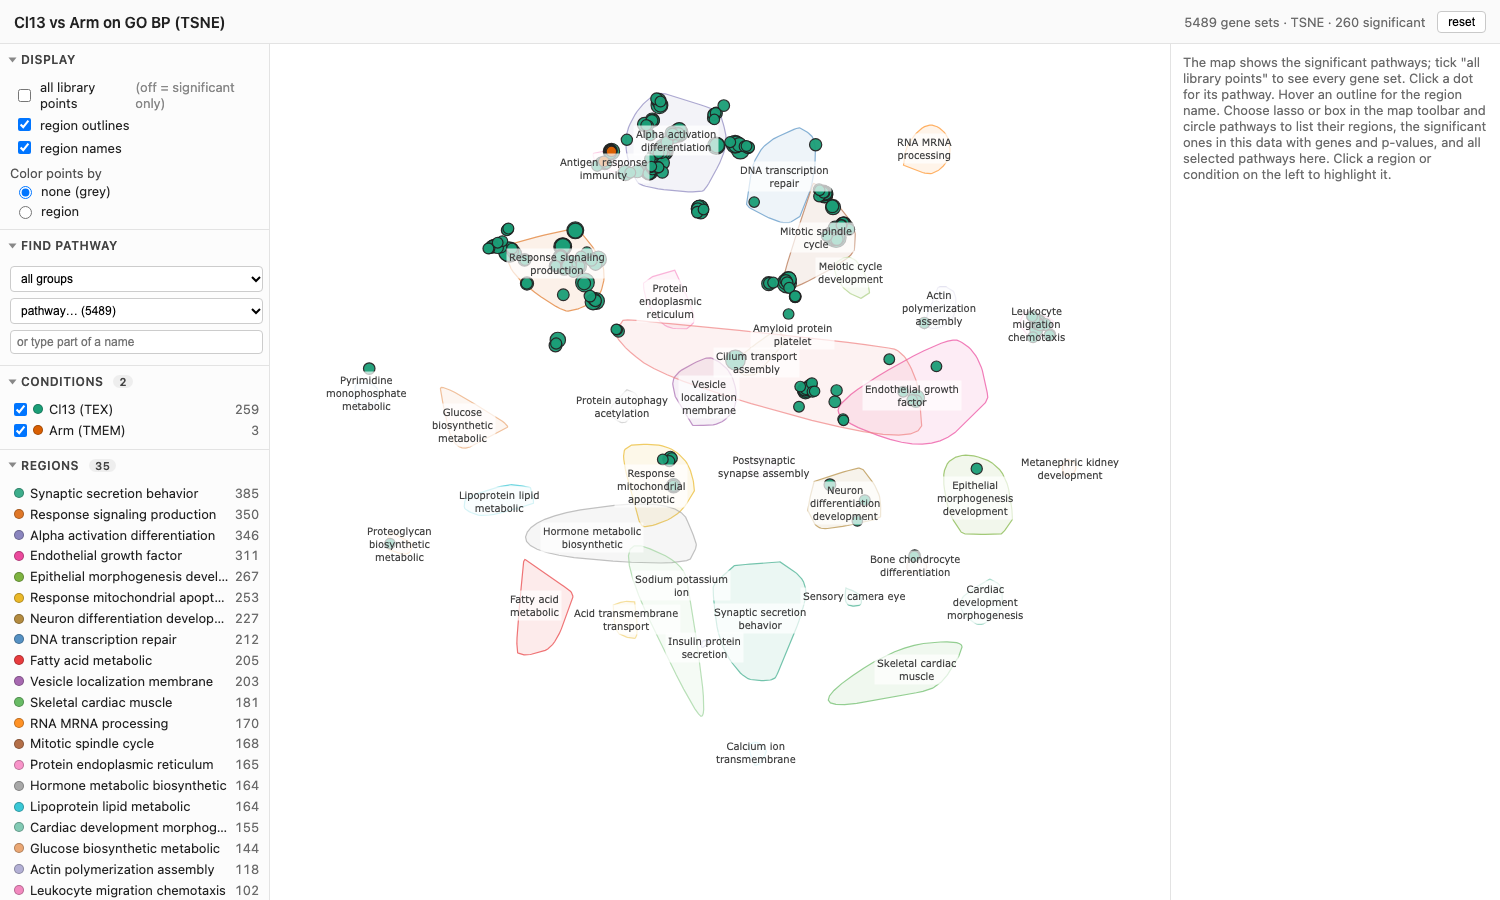 Cl13 vs Arm on GO BP (TSNE)
5489 gene sets · TSNE · 260 significant
reset
DISPLAY
all library
points
(off = significant
only)
region outlines
region names
Color points by
none (grey)
region
FIND PATHWAY
all groups
pathway... (5489)
or type part of a name
CONDITIONS 2
Cl13 (TEX) 259
Arm (TMEM) 3
REGIONS 35
Synaptic secretion behavior 385
Response signaling production 350
Alpha activation differentiation 346
Endothelial growth factor 311
Epithelial morphogenesis devel... 267
Response mitochondrial apopt... 253
Neuron differentiation develop... 227
DNA transcription repair 212
Fatty acid metabolic 205
Vesicle localization membrane 203
Skeletal cardiac muscle 181
RNA MRNA processing 170
Mitotic spindle cycle 168
Protein endoplasmic reticulum 165
Hormone metabolic biosynthetic 164
Lipoprotein lipid metabolic 164
Cardiac development morphog... 155
Glucose biosynthetic metabolic 144
Actin polymerization assembly 118
Leukocyte migration chemotaxis 102
Alpha activation
differentiation
Antigen response
immunity
DNA transcription
repair
RNA MRNA
processing
Mitotic spindle
cycle
Response signaling
production
Meiotic cycle
development
Protein
endoplasmic
reticulum
Actin
polymerization
assembly
Leukocyte
migration
chemotaxis
Amyloid protein
platelet
Cilium transport
assembly
Pyrimidine
monophosphate
metabolic
Vesicle
localization
membrane
Endothelial growth
factor
Protein autophagy
acetylation
Glucose
biosynthetic
metabolic
Postsynaptic
synapse assembly
Metanephric kidney
development
Response
mitochondrial
apoptotic
Neuron
differentiation
development
Epithelial
morphogenesis
development
Lipoprotein lipid
metabolic
Proteoglycan
biosynthetic
metabolic
Hormone metabolic
biosynthetic
Bone chondrocyte
differentiation
Sodium potassium
ion
Fatty acid
metabolic
Acid transmembrane
transport
Synaptic secretion
behavior
Sensory camera eye
Cardiac
development
morphogenesis
Insulin protein
secretion
Skeletal cardiac
muscle
Calcium ion
transmembrane
The map shows the significant pathways; tick "all
library points" to see every gene set. Click a dot
for its pathway. Hover an outline for the region
name. Choose lasso or box in the map toolbar and
circle pathways to list their regions, the significant
ones in this data with genes and p-values, and all
selected pathways here. Click a region or
condition on the left to highlight it.